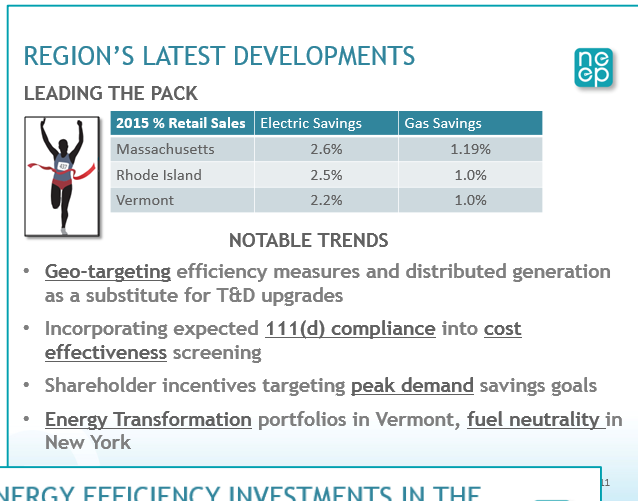 REGION'S LATEST DEVELOPMENTS
ne
ep
LEADING THE PACK
2015 % Retail Sales Electric Savings Gas Savings
Massachusetts 2.6% 1.19%
Rhode Island 2.5% 1.0%
Vermont 2.2% 1.0%
NOTABLE TRENDS
• Geo-targeting efficiency measures and distributed generation
as a substitute for T&D upgrades
• Incorporating expected 111(d) compliance into cost
effectiveness screening
• Shareholder incentives targeting peak demand savings goals
• Energy Transformation portfolios in Vermont, fuel neutrality in
New York
11
NERGY EFFICIENCY INVESTMENTS IN THE